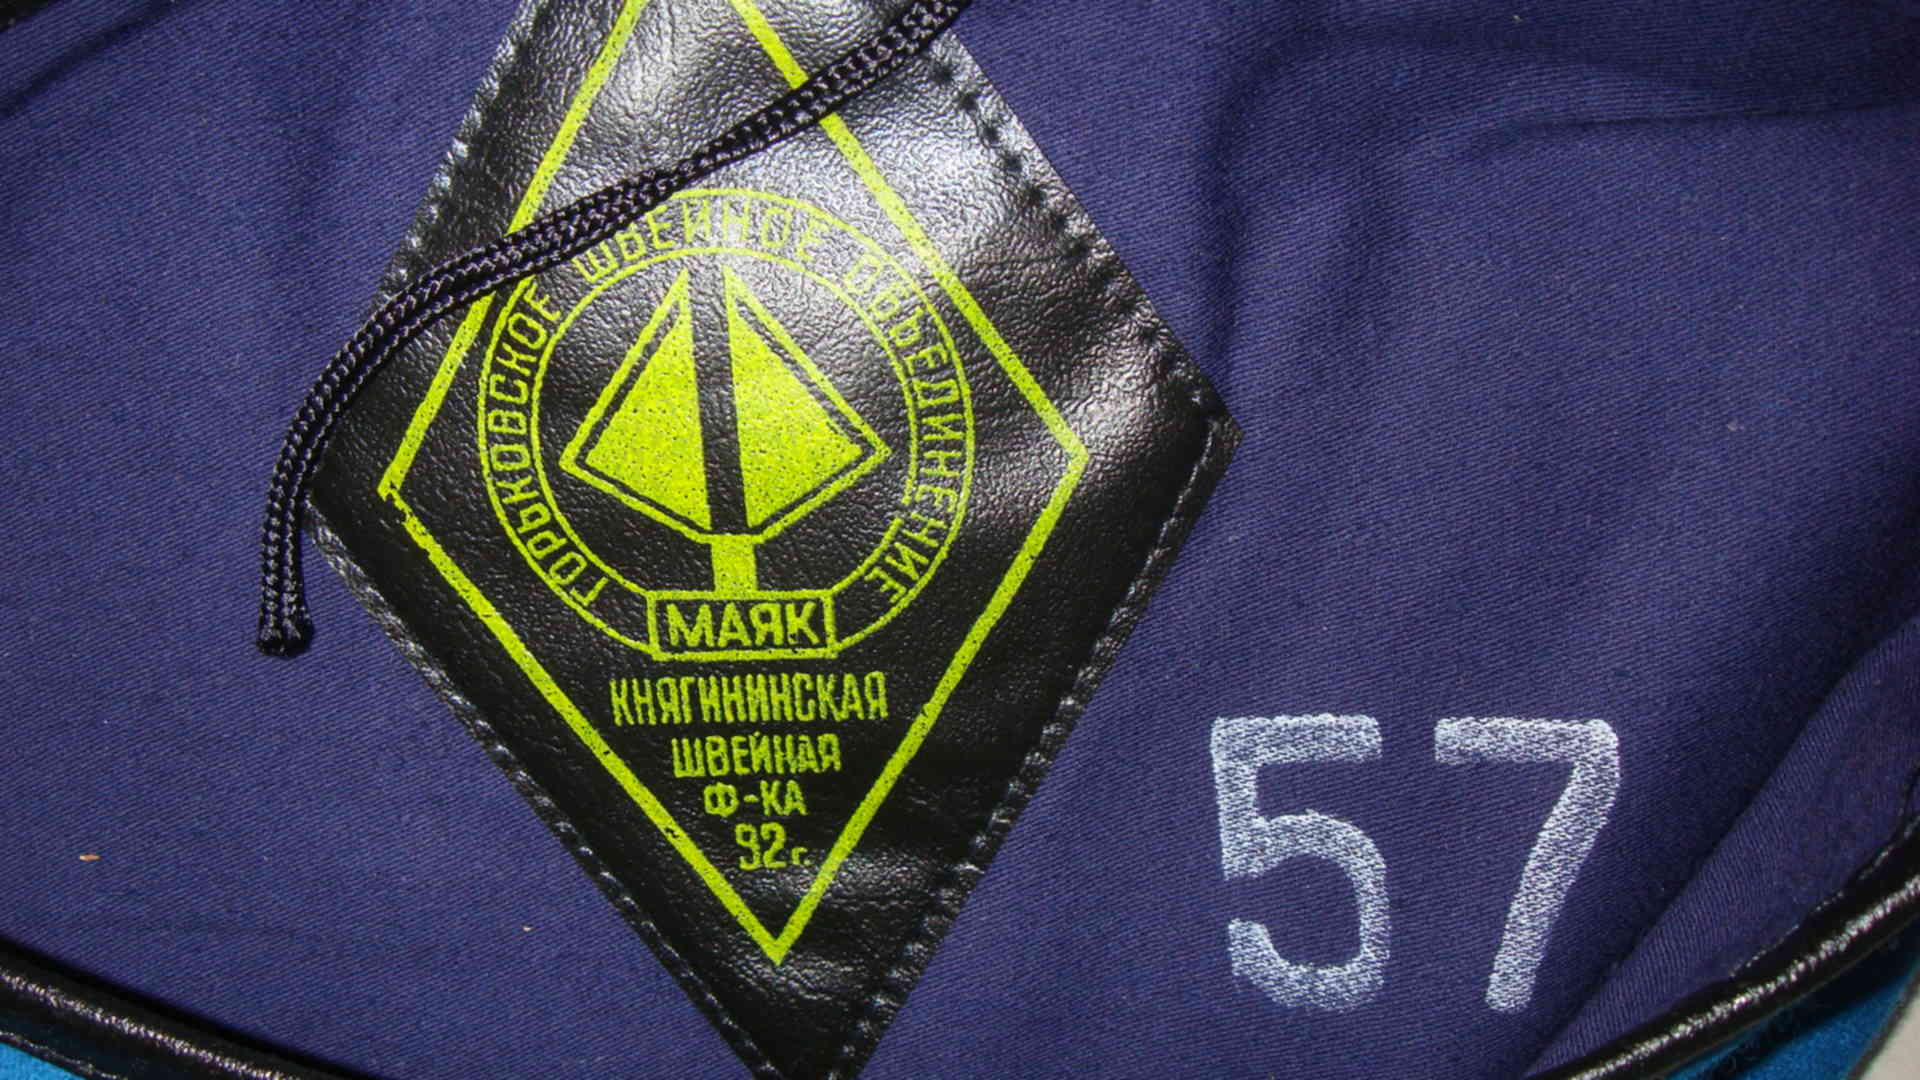 ГОРЬКОВСКОЕ ШВЕЙНОЕ ОБЪЕДИНЕНИЕ
МАЯК
КНЯГИНИНСКАЯ
ШВЕЙНАЯ
Ф-КА
92г.
57